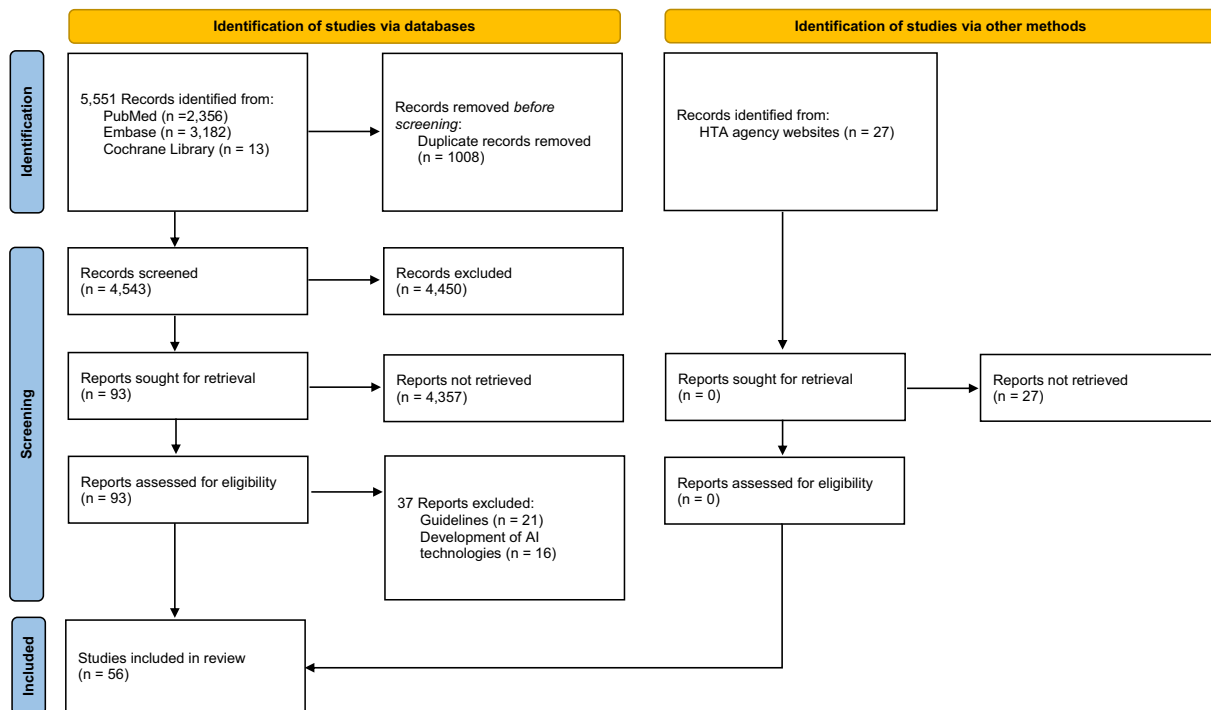 Identification of studies via databases
Identification of studies via other methods
Identification
5,551 Records identified from:
PubMed (n =2,356
Embase = 3,182)
Cochrane Library (n = 13)
Records removed before
screening:
Duplicate records removed
(n = 1008)
Records identified from:
HTA agency websites (n = 27)
Screening
Records screened
(n = 4,543)
Records excluded
(n = 4,450)
Reports sought for retrieval
(n = 93)
Reports not retrieved
(n = 4,357)
Reports sought for retrieval
(n = 0)
Reports not retrieved
(n = 27)
Reports assessed for eligibility
(n = 93)
37 Reports excluded:
Guidelines (n = 21)
Development of AI
technologies (n = 16)
Reports assessed for eligibility
(n = 0)
Included
Studies included in review
(n = 56)